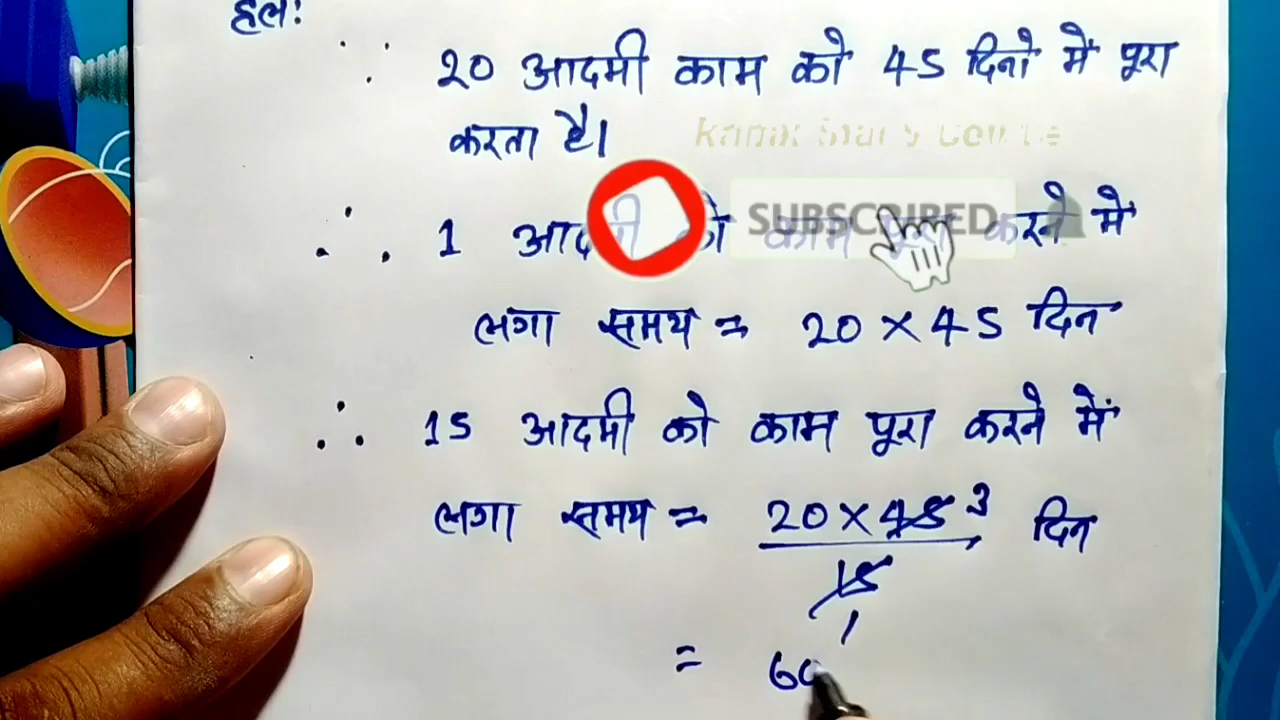 हल:
∵ 20 आदमी काम को 45 दिनो में पूरा
करता है।
∴ 1 आदमी को काम पूरा करने में
SUBSCRIBED
लगा समय = 20 × 45 दिन
∴ 15 आदमी को काम पूरा करने में
लगा समय = 20 × 45 3 दिन
15
1
= 60